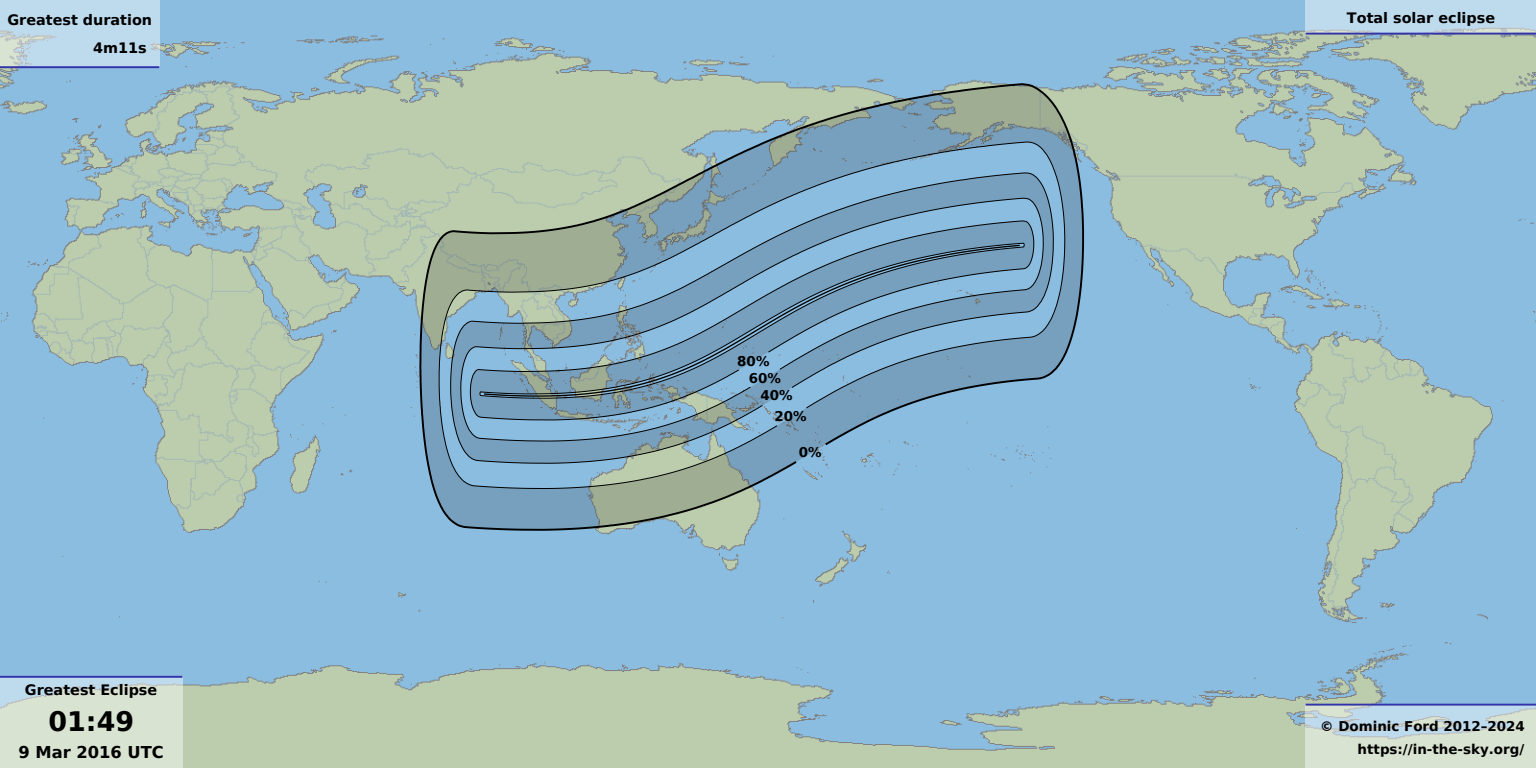 Greatest duration
4m11s
Total solar eclipse
80%
60%
40%
20%
0%
Greatest Eclipse
01:49
9 Mar 2016 UTC
© Dominic Ford 2012–2024
https://in-the-sky.org/